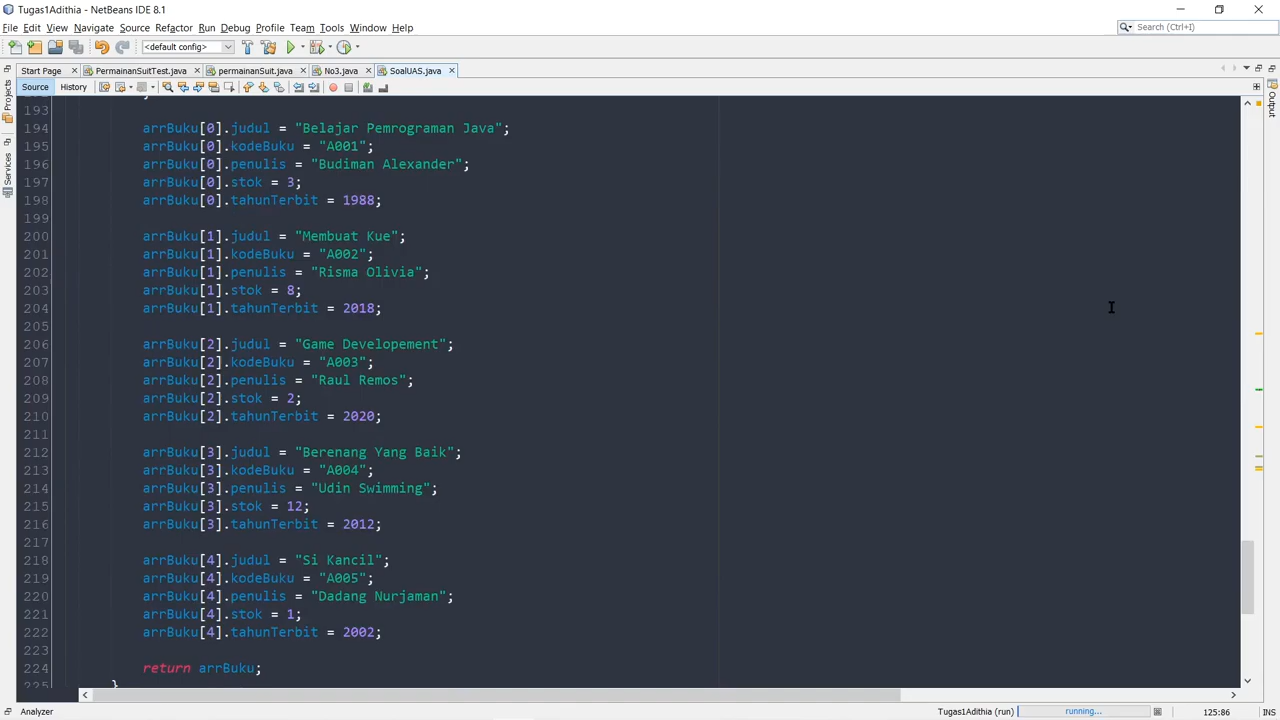 Tugas1Adithia - NetBeans IDE 8.1
File Edit View Navigate Source Refactor Run Debug Profile Team Tools Window Help
Search (Ctrl+I)
<default config>
Start Page PermainanSuitTest.java permainanSuit.java No3.java SoalUAS.java
Source History
Projects
Services
Output
193
194 arrBuku[0].judul = "Belajar Pemrograman Java";
195 arrBuku[0].kodeBuku = "A001";
196 arrBuku[0].penulis = "Budiman Alexander";
197 arrBuku[0].stok = 3;
198 arrBuku[0].tahunTerbit = 1988;
199
200 arrBuku[1].judul = "Membuat Kue";
201 arrBuku[1].kodeBuku = "A002";
202 arrBuku[1].penulis = "Risma Olivia";
203 arrBuku[1].stok = 8;
204 arrBuku[1].tahunTerbit = 2018;
205
206 arrBuku[2].judul = "Game Developement";
207 arrBuku[2].kodeBuku = "A003";
208 arrBuku[2].penulis = "Raul Remos";
209 arrBuku[2].stok = 2;
210 arrBuku[2].tahunTerbit = 2020;
211
212 arrBuku[3].judul = "Berenang Yang Baik";
213 arrBuku[3].kodeBuku = "A004";
214 arrBuku[3].penulis = "Udin Swimming";
215 arrBuku[3].stok = 12;
216 arrBuku[3].tahunTerbit = 2012;
217
218 arrBuku[4].judul = "Si Kancil";
219 arrBuku[4].kodeBuku = "A005";
220 arrBuku[4].penulis = "Dadang Nurjaman";
221 arrBuku[4].stok = 1;
222 arrBuku[4].tahunTerbit = 2002;
223
224 return arrBuku;
225 }
Analyzer Tugas1Adithia (run) running... 125:86 INS